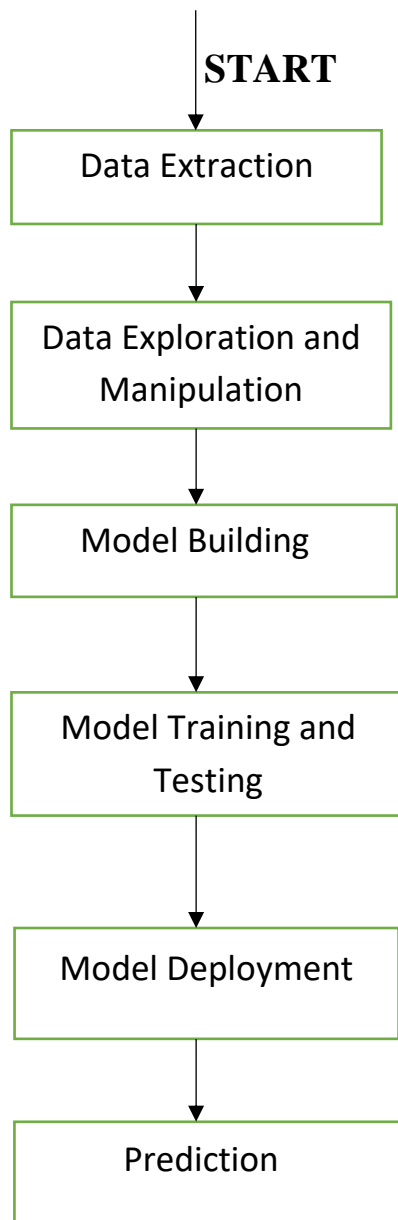 START
Data Extraction
Data Exploration and
Manipulation
Model Building
Model Training and
Testing
Model Deployment
Prediction